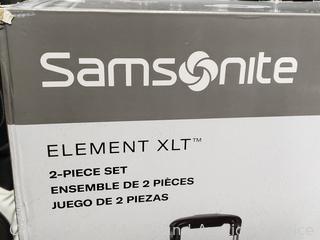 Samsonite
ELEMENT XLT™
2-PIECE SET
ENSEMBLE DE 2 PIÈCES
JUEGO DE 2 PIEZAS